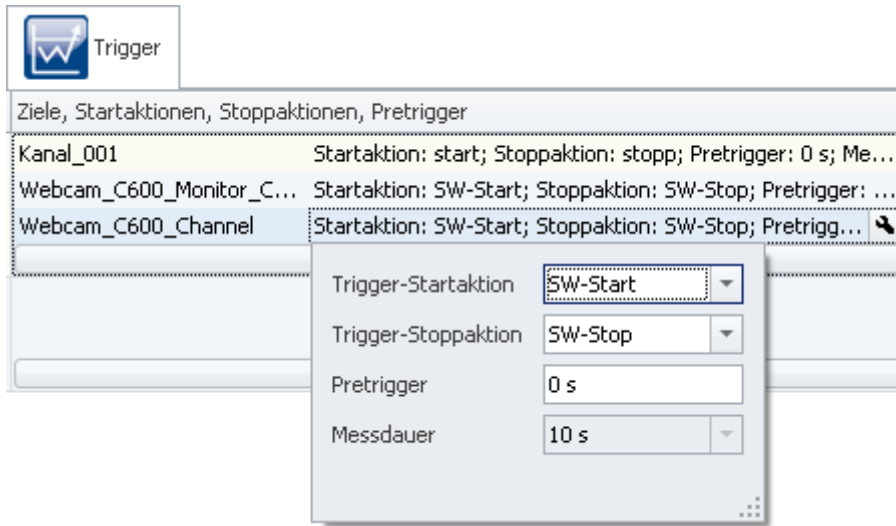 Trigger
Ziele, Startaktionen, Stoppaktionen, Pretrigger
Kanal_001 Startaktion: start; Stoppaktion: stopp; Pretrigger: 0 s; Me...
Webcam_C600_Monitor_C... Startaktion: SW-Start; Stoppaktion: SW-Stop; Pretrigger: ...
Webcam_C600_Channel Startaktion: SW-Start; Stoppaktion: SW-Stop; Pretrigg...
Trigger-Startaktion SW-Start
Trigger-Stoppaktion SW-Stop
Pretrigger 0 s
Messdauer 10 s